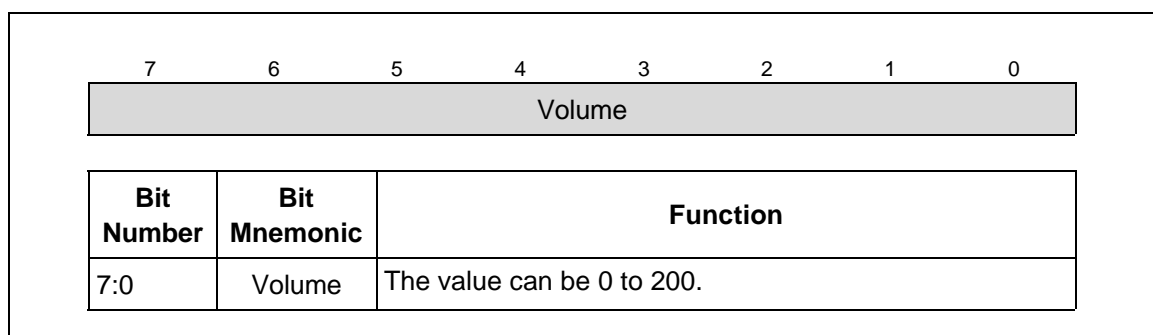 7 6 5 4 3 2 1 0
Volume
Bit Number Bit Mnemonic Function
7:0 Volume The value can be 0 to 200.